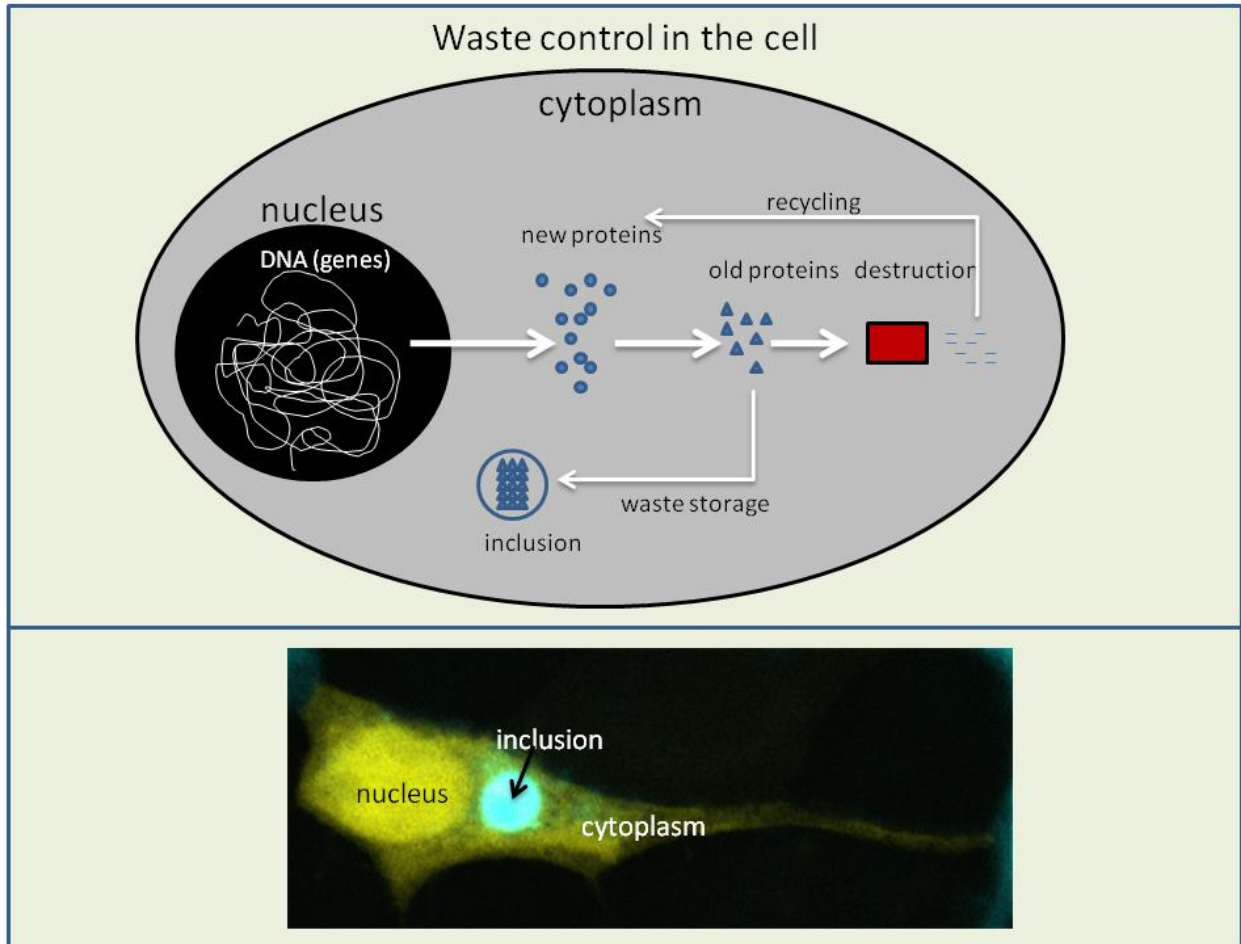 Waste control in the cell
cytoplasm
nucleus
DNA (genes)
recycling
new proteins
old proteins
destruction
waste storage
inclusion
inclusion
nucleus
cytoplasm